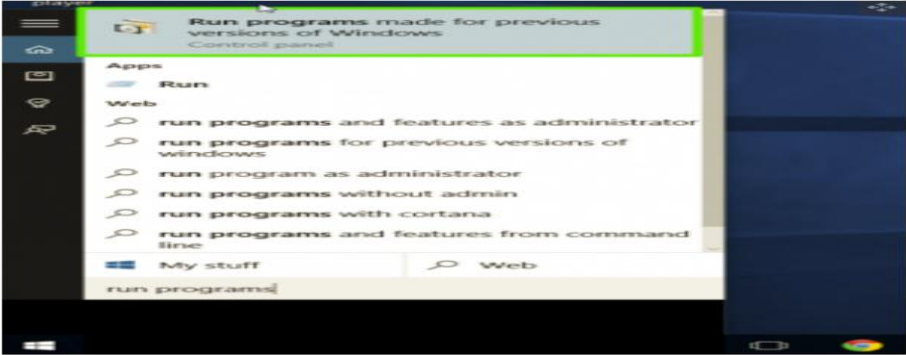 player
Run programs made for previous
versions of Windows
Control panel
Apps
Run
Web
run programs and features as administrator
run programs for previous versions of
windows
run program as administrator
run programs without admin
run programs with cortana
run programs and features from command
line
My stuff
Web
run programs